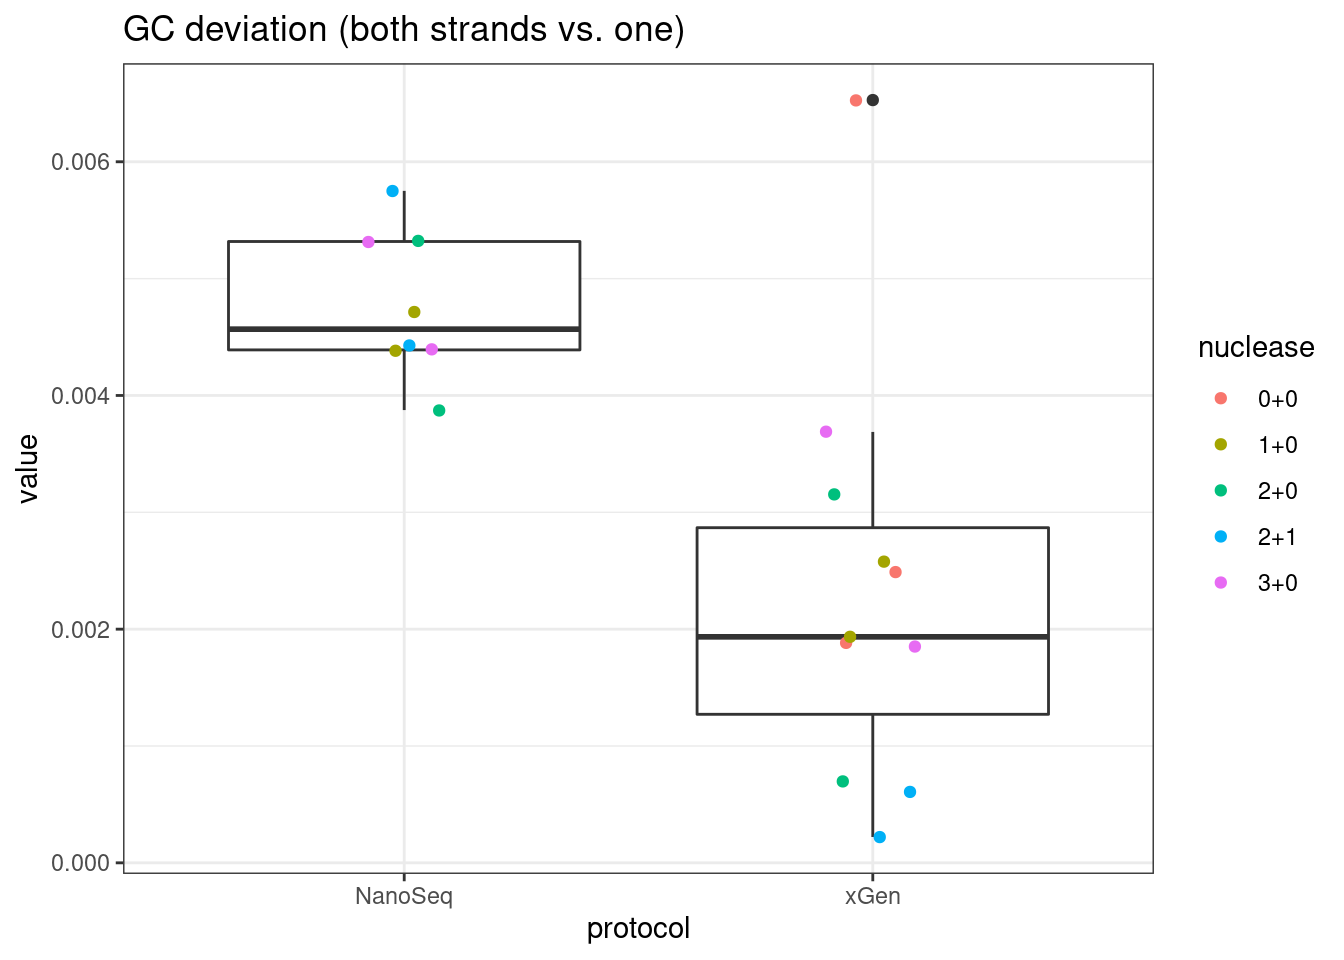 GC deviation (both strands vs. one)
0.006
0.004
0.002
0.000
value
NanoSeq
xGen
protocol
nuclease
0+0
1+0
2+0
2+1
3+0